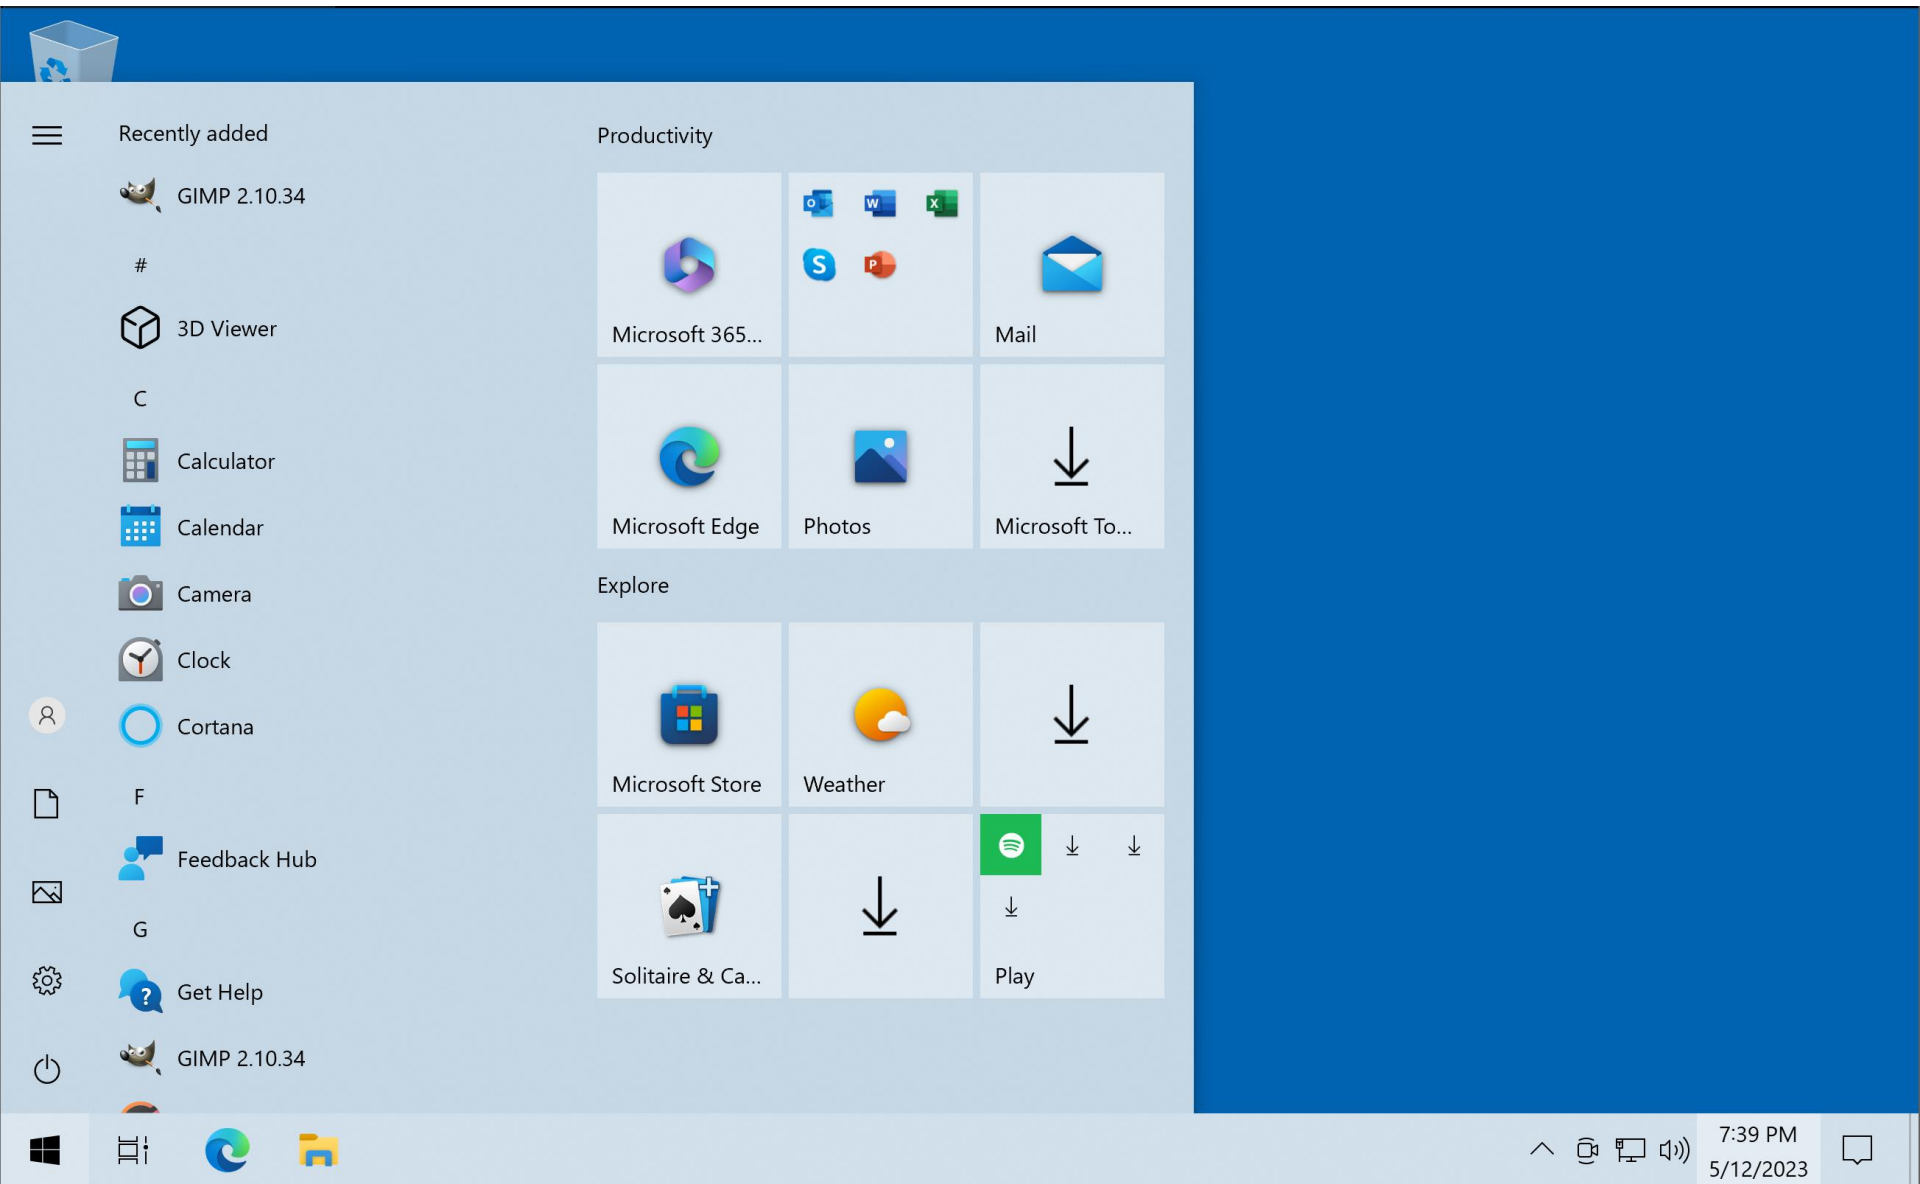 Recently added
GIMP 2.10.34
#
3D Viewer
C
Calculator
Calendar
Camera
Clock
Cortana
F
Feedback Hub
G
Get Help
GIMP 2.10.34
Productivity
Microsoft 365...
Mail
Microsoft Edge
Photos
Microsoft To...
Explore
Microsoft Store
Weather
Solitaire & Ca...
Play
7:39 PM
5/12/2023